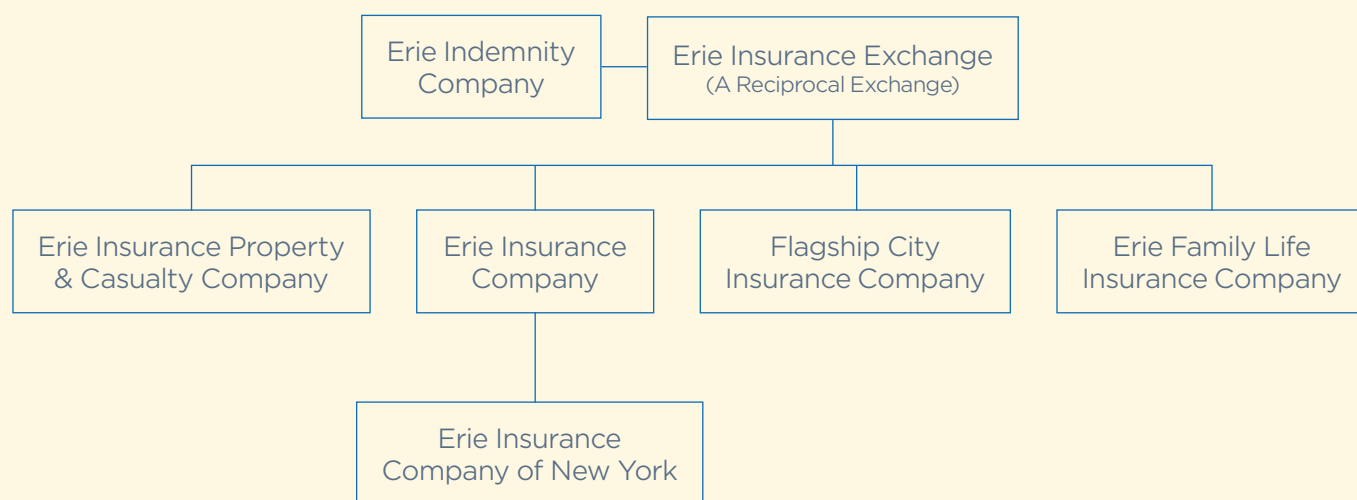 Erie Indemnity
Company
Erie Insurance Exchange
(A Reciprocal Exchange)
Erie Insurance Property
& Casualty Company
Erie Insurance
Company
Flagship City
Insurance Company
Erie Family Life
Insurance Company
Erie Insurance
Company of New York